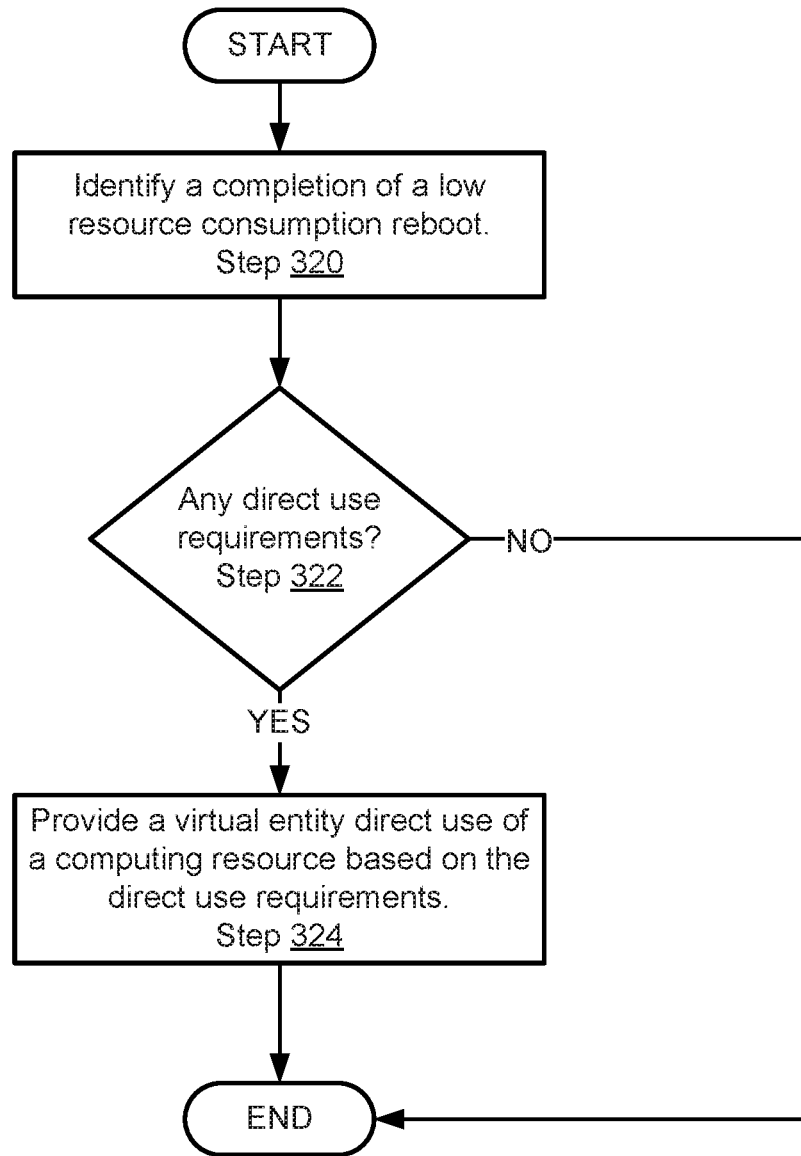 START
Identify a completion of a low
resource consumption reboot.
Step 320
Any direct use
requirements?
Step 322
NO
YES
Provide a virtual entity direct use of
a computing resource based on the
direct use requirements.
Step 324
END